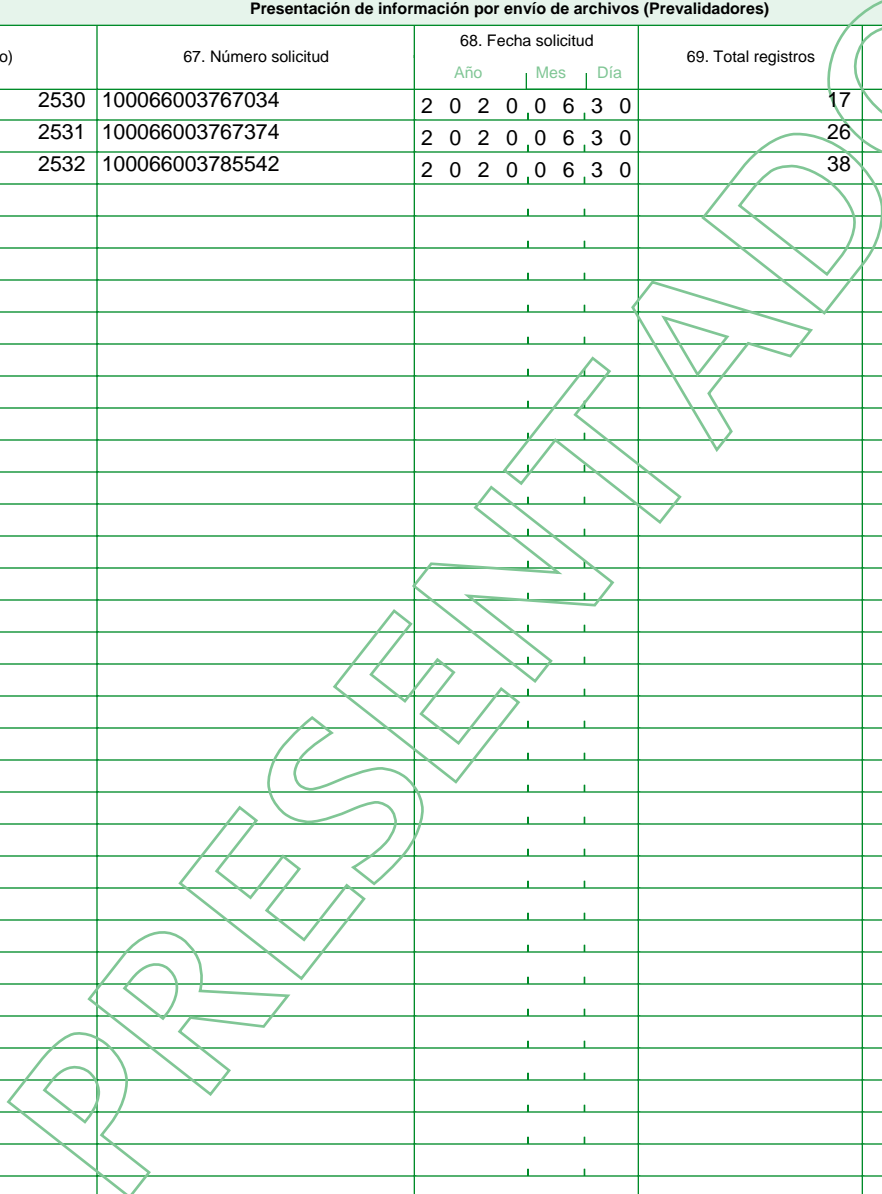 Presentación de información por envío de archivos (Prevalidadores)
o) 67. Número solicitud 68. Fecha solicitud 69. Total registros
Año Mes Día
2530 100066003767034 2 0 2 0 0 6 3 0 17
2531 100066003767374 2 0 2 0 0 6 3 0 26
2532 100066003785542 2 0 2 0 0 6 3 0 38
PRESENTADO